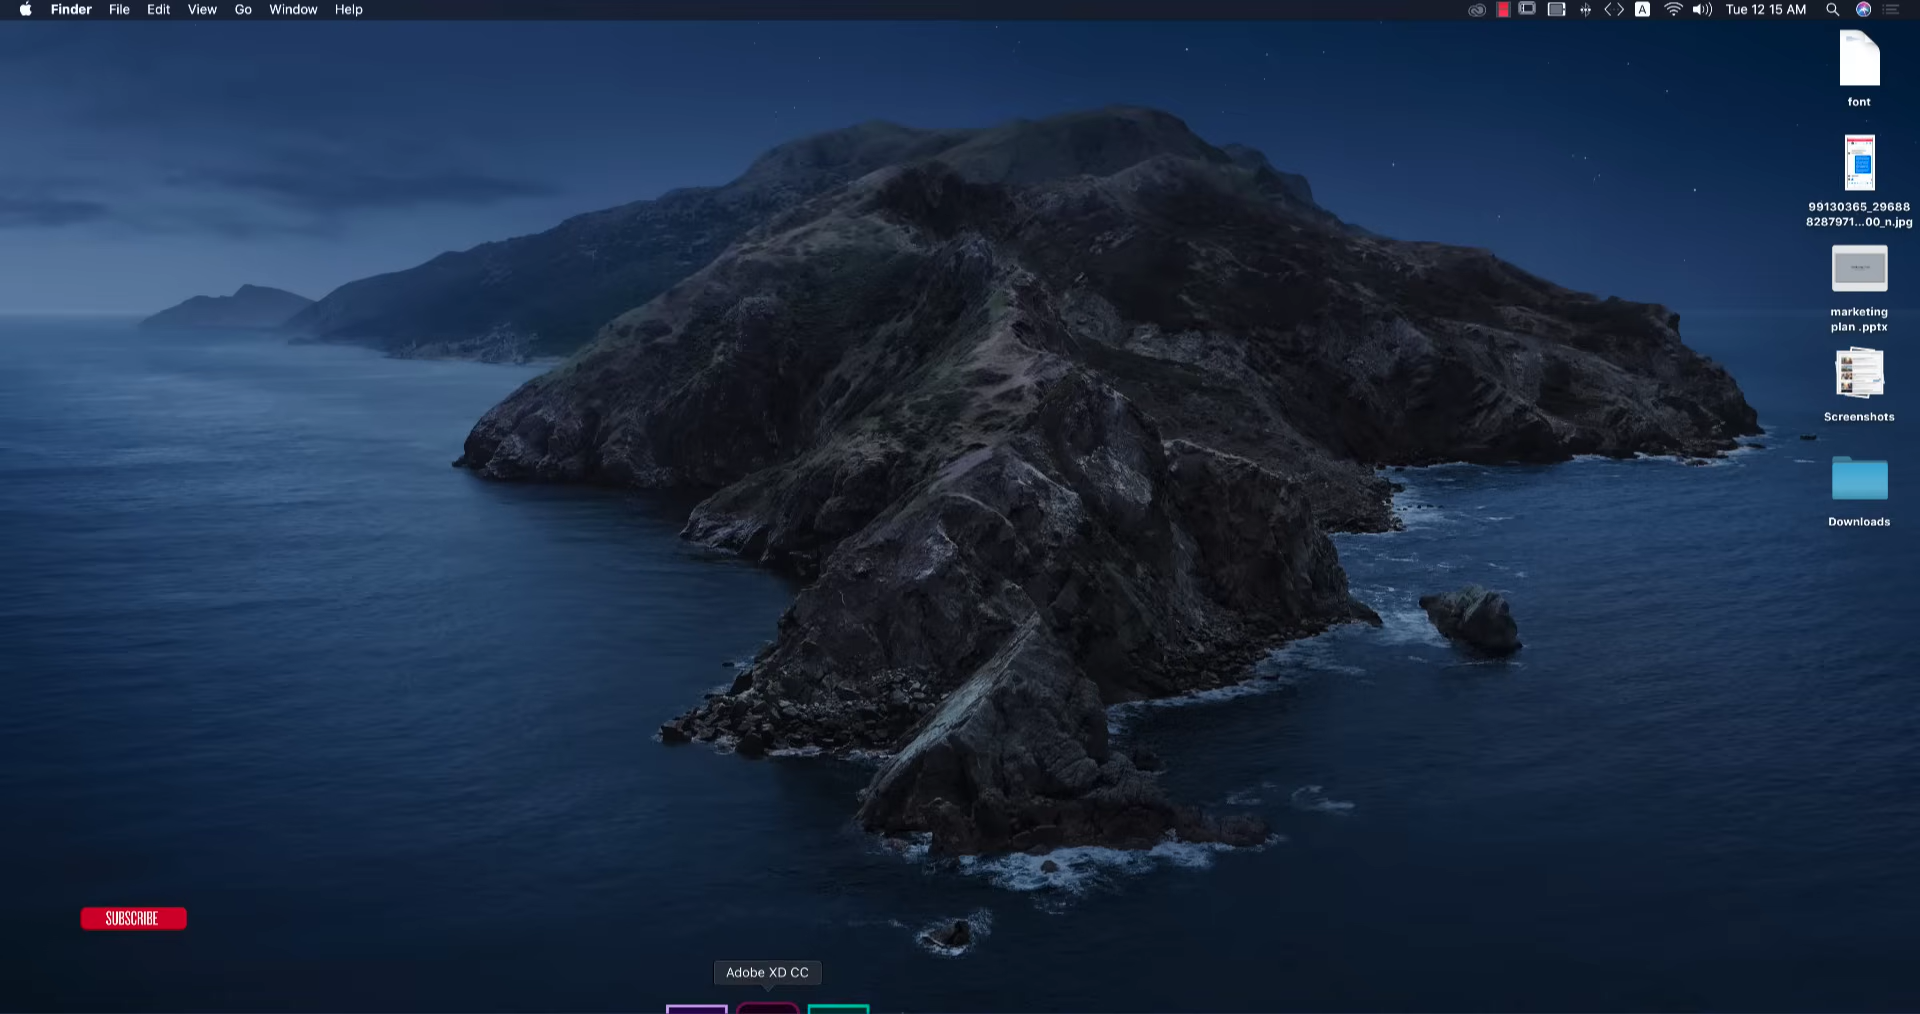 Finder File Edit View Go Window Help
A Tue 12 15 AM
font
99130365_29688
8287971...00_n.jpg
marketing
plan .pptx
Screenshots
Downloads
SUBSCRIBE
Adobe XD CC